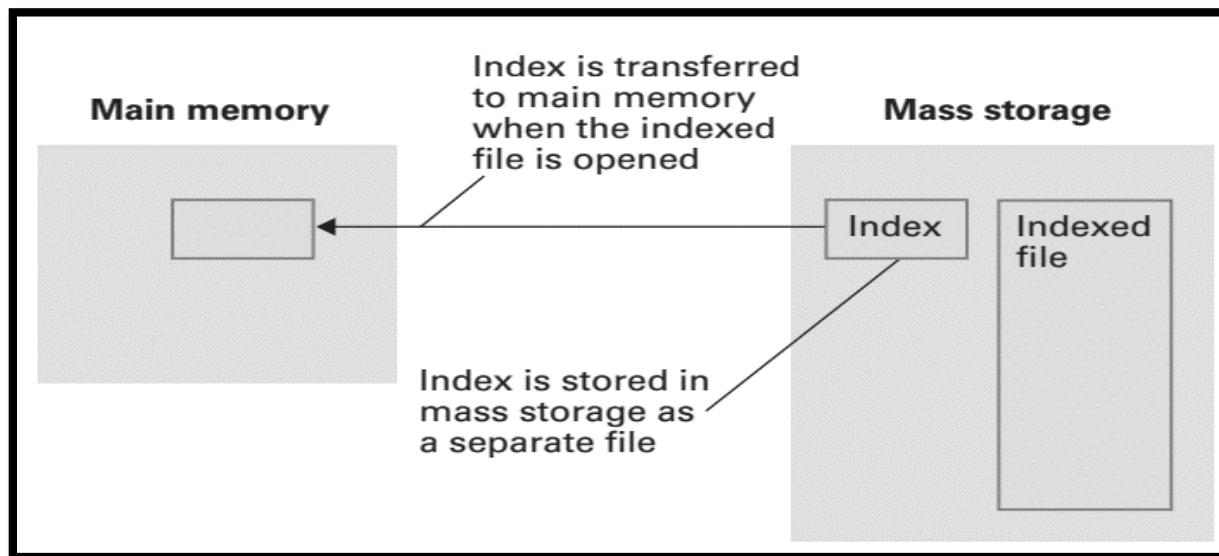 Main memory
Index is transferred
to main memory
when the indexed
file is opened
Mass storage
Index
Indexed
file
Index is stored in
mass storage as
a separate file